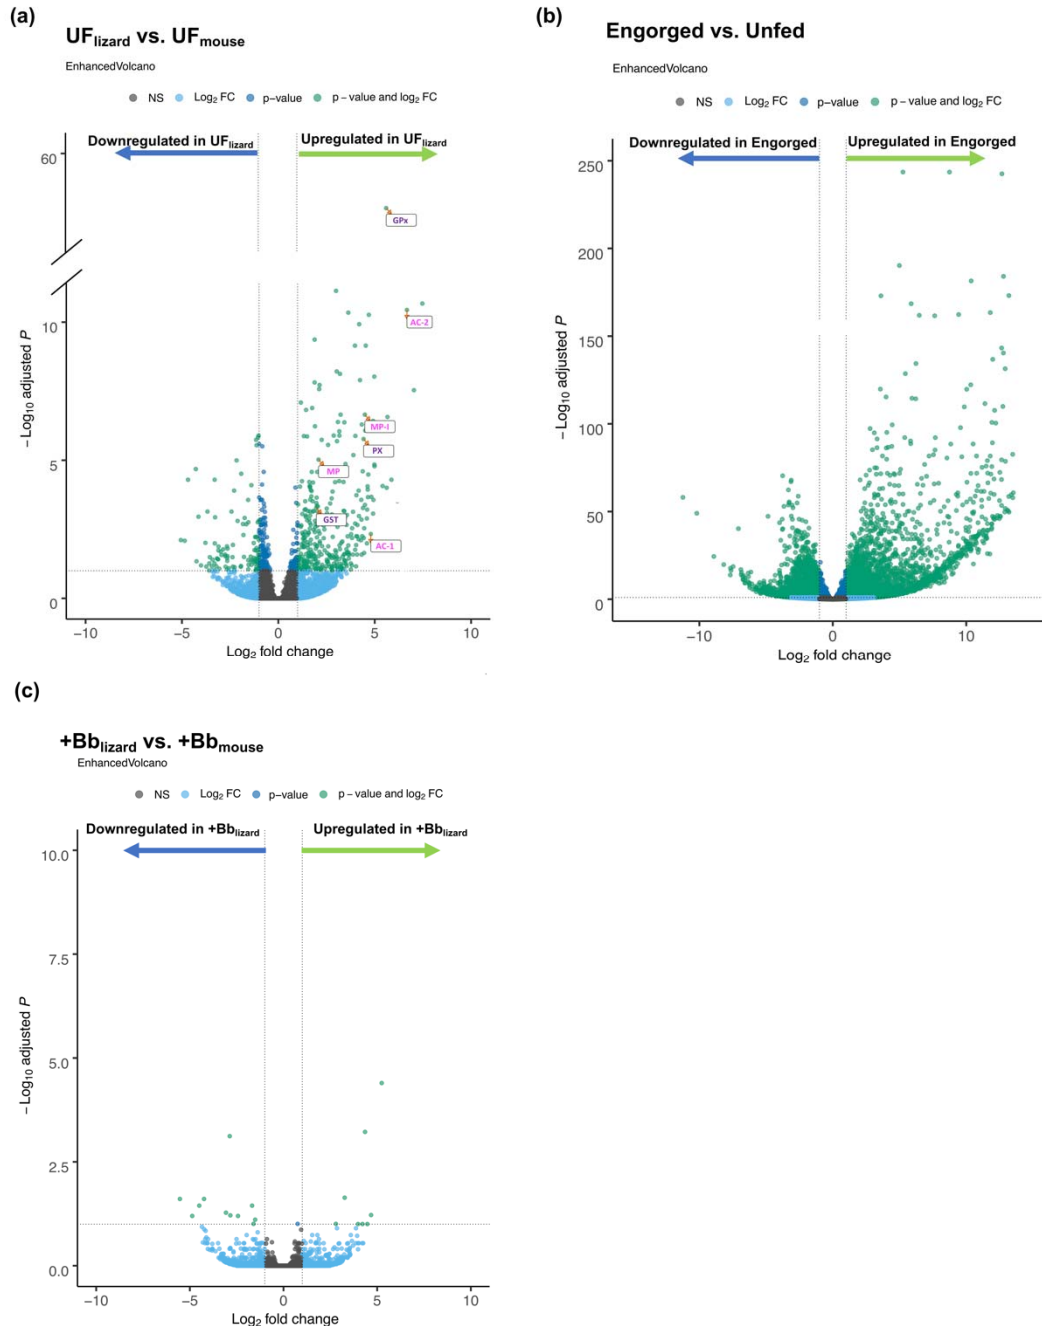 (a)
UFlizard vs. UFmouse
EnhancedVolcano
NS Log2 FC p-value p – value and log2 FC
Downregulated in UFlizard Upregulated in UFlizard
60
10
5
0
– Log10 adjusted P
GPx
AC-2
MP-I
PX
MP
GST
AC-1
−10 −5 0 5 10
Log2 fold change
(b)
Engorged vs. Unfed
EnhancedVolcano
NS Log2 FC p-value p – value and log2 FC
Downregulated in Engorged Upregulated in Engorged
250
200
150
100
50
0
– Log10 adjusted P
−10 0 10
Log2 fold change
(c)
+Bblizard vs. +Bbmouse
EnhancedVolcano
NS Log2 FC p-value p – value and log2 FC
Downregulated in +Bblizard Upregulated in +Bblizard
10.0
7.5
5.0
2.5
0.0
– Log10 adjusted P
−10 −5 0 5 10
Log2 fold change